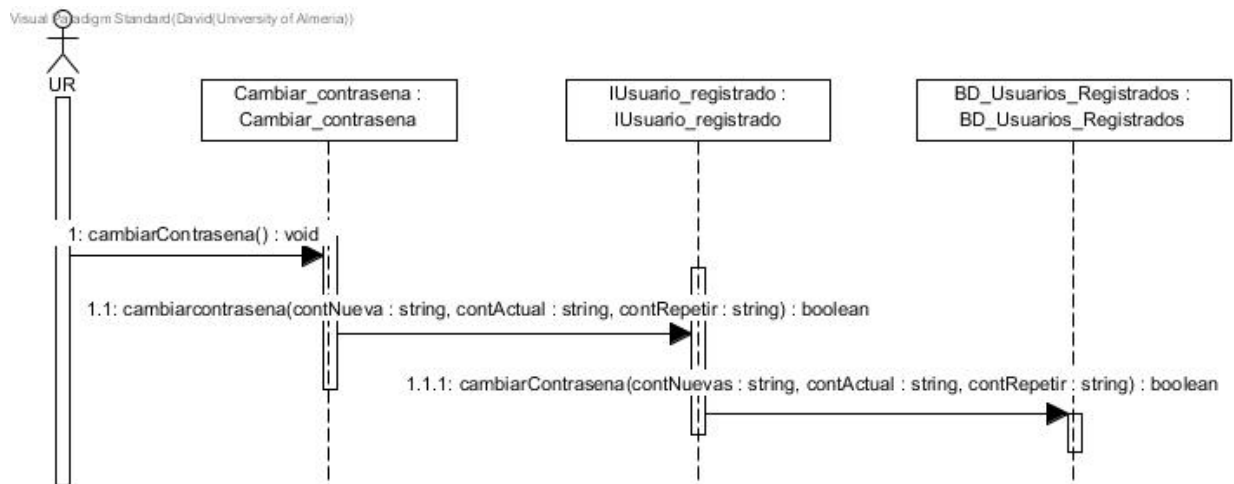 Visual Paradigm Standard(David(University of Almeria))
UR
Cambiar_contrasena :
Cambiar_contrasena
IUsuario_registrado :
IUsuario_registrado
BD_Usuarios_Registrados :
BD_Usuarios_Registrados
1: cambiarContrasena() : void
1.1: cambiarcontrasena(contNueva : string, contActual : string, contRepetir : string) : boolean
1.1.1: cambiarContrasena(contNuevas : string, contActual : string, contRepetir : string) : boolean